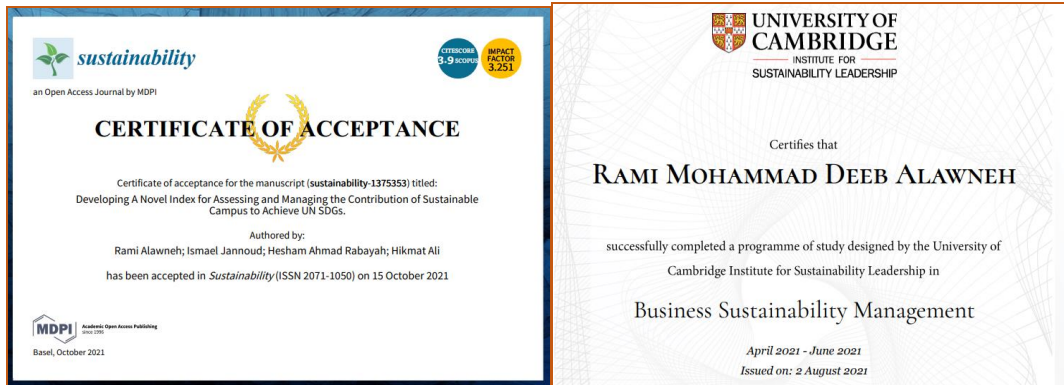 sustainability
CITESCORE
3.9 SCOPUS
IMPACT
FACTOR
3.251
an Open Access Journal by MDPI
CERTIFICATE OF ACCEPTANCE
Certificate of acceptance for the manuscript (sustainability-1375353) titled:
Developing A Novel Index for Assessing and Managing the Contribution of Sustainable
Campus to Achieve UN SDGs.
Authored by:
Rami Alawneh; Ismael Jannoud; Hesham Ahmad Rabayah; Hikmat Ali
has been accepted in Sustainability (ISSN 2071-1050) on 15 October 2021
MDPI
Academic Open Access Publishing
since 1996
Basel, October 2021
UNIVERSITY OF
CAMBRIDGE
INSTITUTE FOR
SUSTAINABILITY LEADERSHIP
Certifies that
RAMI MOHAMMAD DEEB ALAWNEH
successfully completed a programme of study designed by the University of
Cambridge Institute for Sustainability Leadership in
Business Sustainability Management
April 2021 - June 2021
Issued on: 2 August 2021